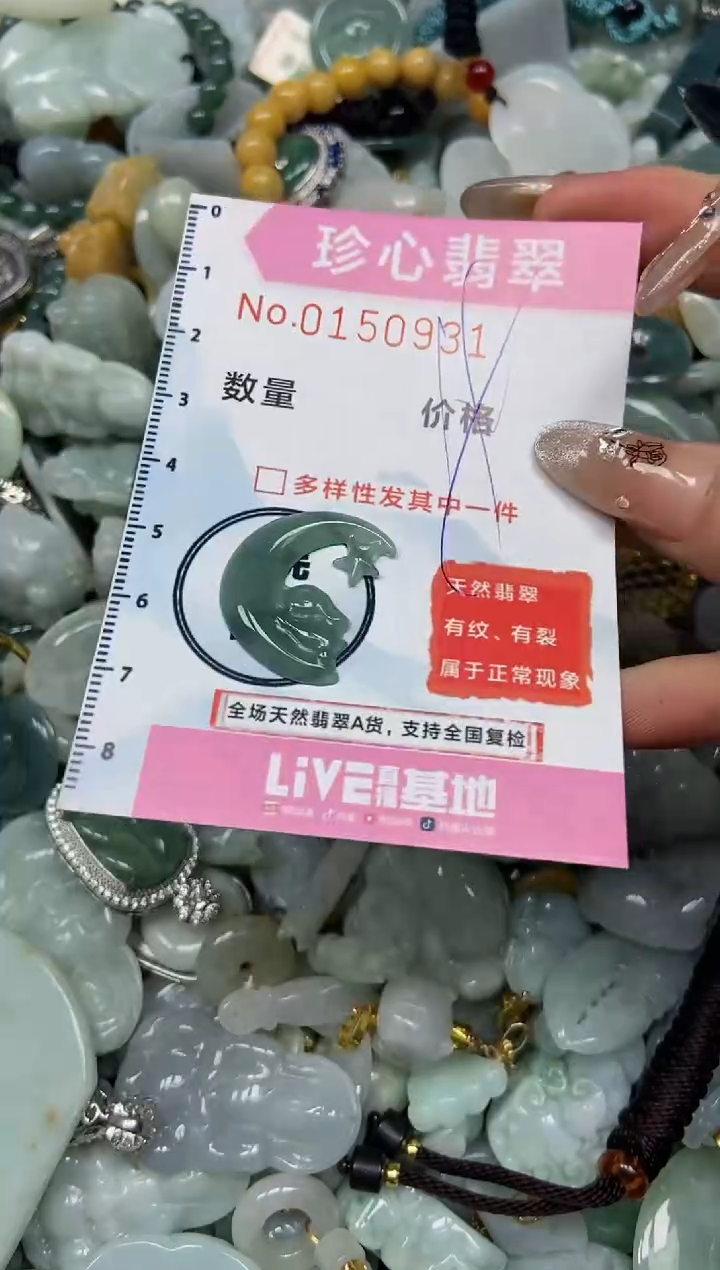 0
珍心翡翠
1
No.0150931
2
数量
价格
3
4
多样性发其中一件
5
天然翡翠
6
有纹、有裂
属于正常现象
7
全场天然翡翠A货，支持全国复检
8
LiVE直播基地